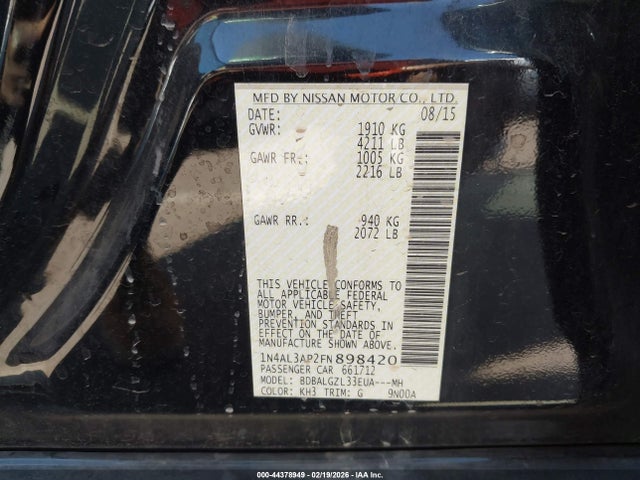 MFD BY NISSAN MOTOR CO., LTD.
DATE: 08/15
GVWR: 1910 KG
4211 LB
GAWR FR.: 1005 KG
2216 LB
GAWR RR.: 940 KG
2072 LB
THIS VEHICLE CONFORMS TO
ALL APPLICABLE FEDERAL
MOTOR VEHICLE SAFETY,
BUMPER, AND THEFT
PREVENTION STANDARDS
IN EFFECT ON THE DATE OF
MANUFACTURE SHOWN ABOVE.
1N4AL3AP2FN898420
PASSENGER CAR 661712
MODEL: BDBALGZL33EUA---MH
COLOR: KH3 TRIM: G 9N00A
000-44378949 - 02/19/2026 - IAA Inc.